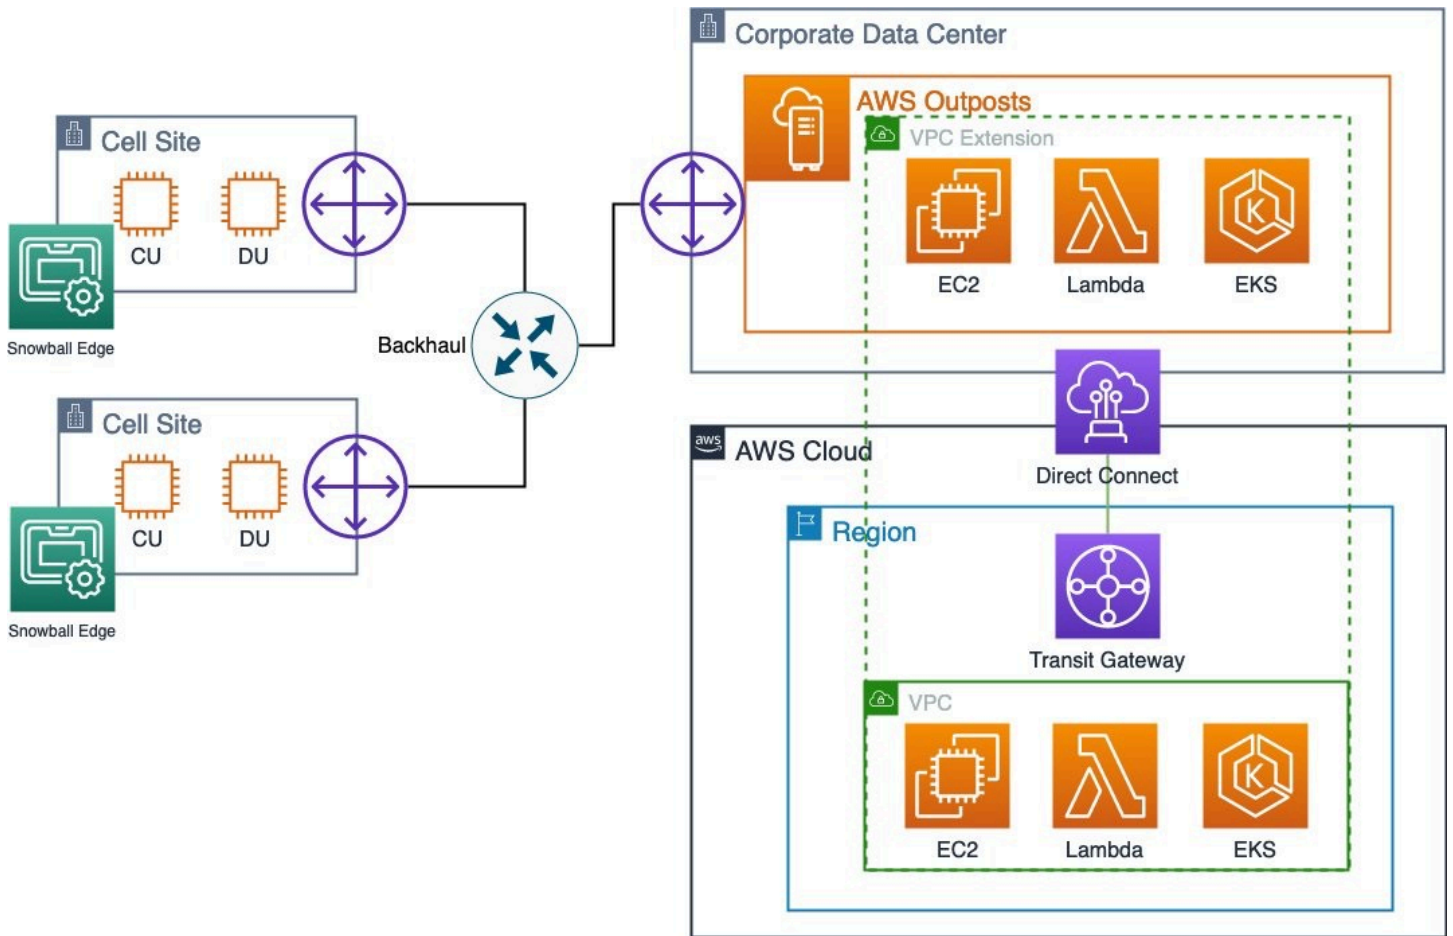 Corporate Data Center
AWS Outposts
VPC Extension
EC2
Lambda
EKS
Cell Site
CU
DU
Snowball Edge
Backhaul
Cell Site
CU
DU
Snowball Edge
Direct Connect
aws
AWS Cloud
Region
Transit Gateway
VPC
EC2
Lambda
EKS
K
K